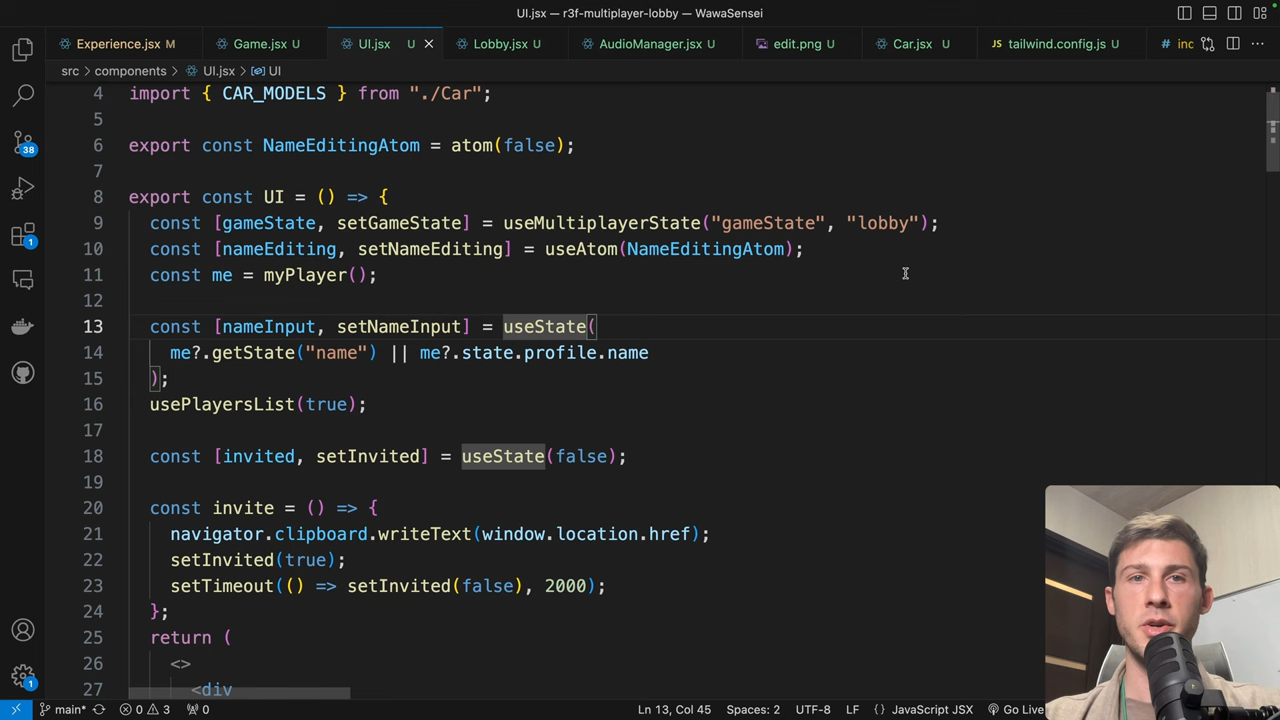 UI.jsx — r3f-multiplayer-lobby — WawaSensei
Experience.jsx M
Game.jsx U
UI.jsx U
Lobby.jsx U
AudioManager.jsx U
edit.png U
Car.jsx U
JS tailwind.config.js U
# inc
src > components > UI.jsx > UI
4 import { CAR_MODELS } from "./Car";
5
6 export const NameEditingAtom = atom(false);
7
8 export const UI = () => {
9 const [gameState, setGameState] = useMultiplayerState("gameState", "lobby");
10 const [nameEditing, setNameEditing] = useAtom(NameEditingAtom);
11 const me = myPlayer();
12
13 const [nameInput, setNameInput] = useState(
14 me?.getState("name") || me?.state.profile.name
15 );
16 usePlayersList(true);
17
18 const [invited, setInvited] = useState(false);
19
20 const invite = () => {
21 navigator.clipboard.writeText(window.location.href);
22 setInvited(true);
23 setTimeout(() => setInvited(false), 2000);
24 };
25 return (
26 <>
27 <div
38
1
1
main* 0 3 0 Ln 13, Col 45 Spaces: 2 UTF-8 LF {} JavaScript JSX Go Live